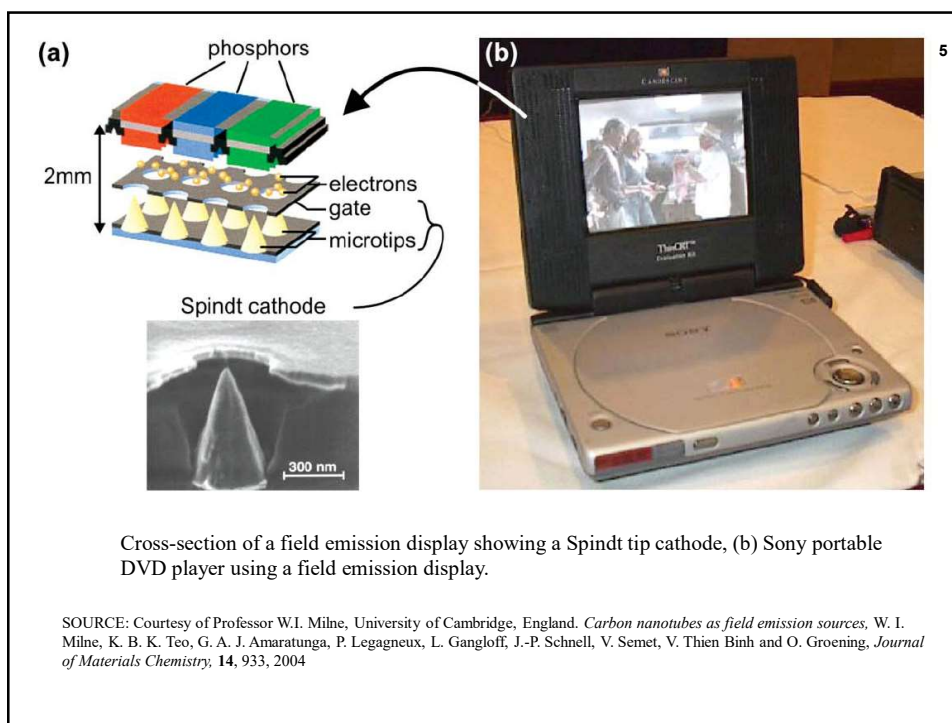 5
(a)
phosphors
2mm
electrons
gate
microtips
Spindt cathode
300 nm
(b)
CANDESCENT
ThinCRT™
Evaluation Kit
SONY
Cross-section of a field emission display showing a Spindt tip cathode, (b) Sony portable
DVD player using a field emission display.
SOURCE: Courtesy of Professor W.I. Milne, University of Cambridge, England. Carbon nanotubes as field emission sources, W. I.
Milne, K. B. K. Teo, G. A. J. Amaratunga, P. Legagneux, L. Gangloff, J.-P. Schnell, V. Semet, V. Thien Binh and O. Groening, Journal
of Materials Chemistry, 14, 933, 2004